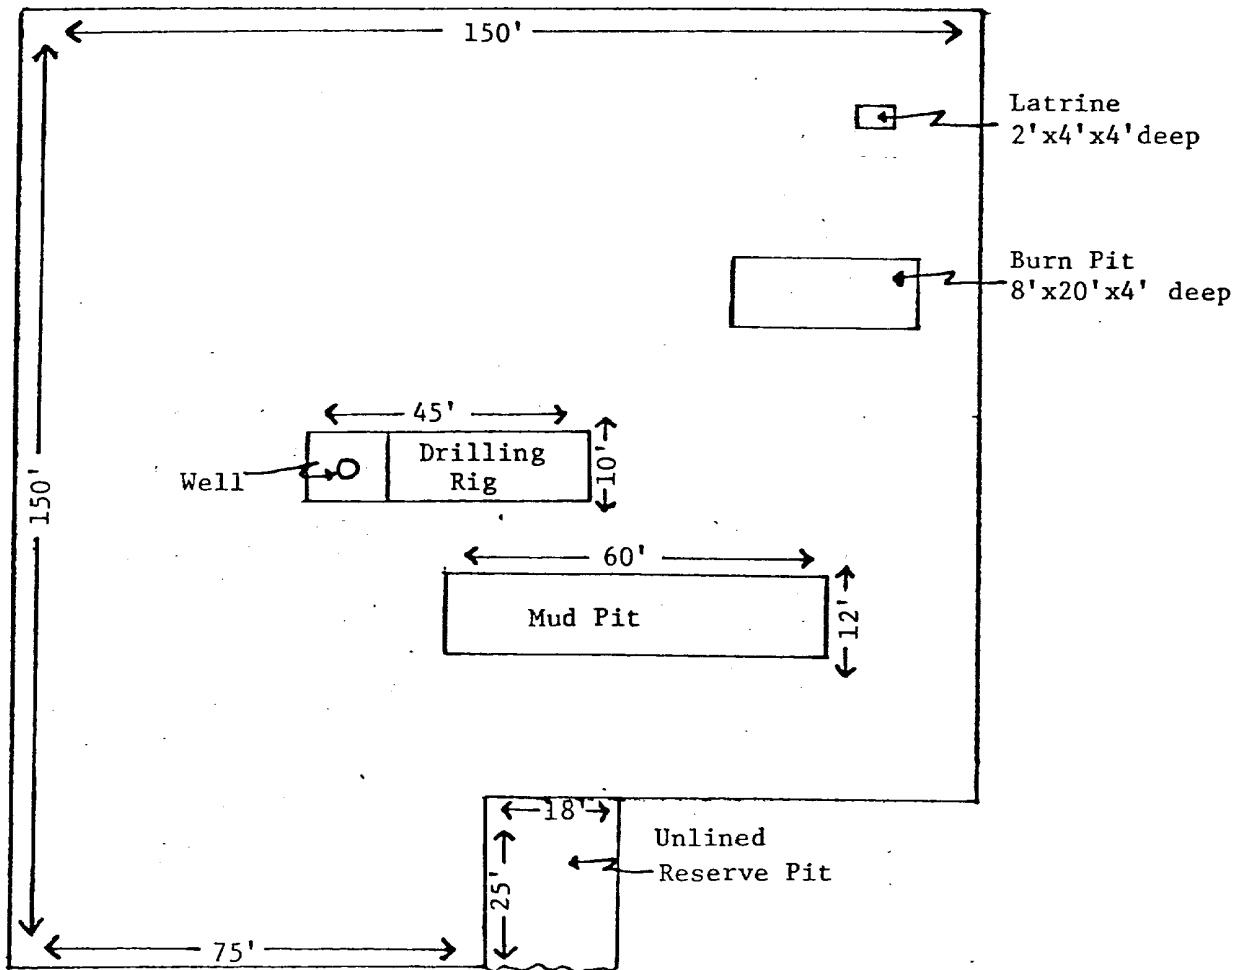 150'
Latrine
2'x4'x4'deep
Burn Pit
8'x20'x4' deep
45'
Drilling
Rig
10'
Well
150'
60'
Mud Pit
12'
18'
Unlined
Reserve Pit
25'
75'